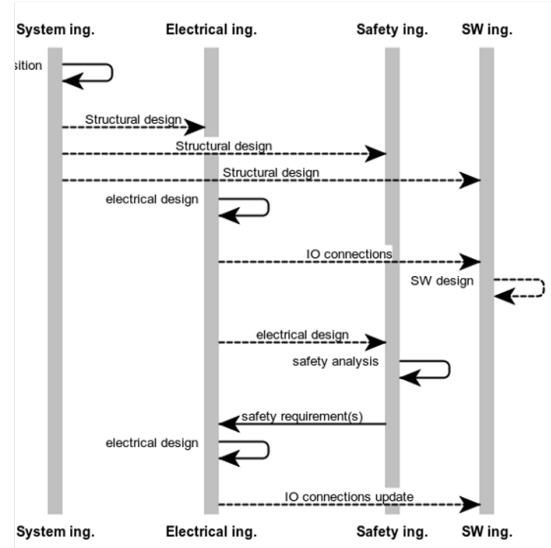 System ing. Electrical ing. Safety ing. SW ing.
sition
Structural design
Structural design
Structural design
electrical design
IO connections
SW design
electrical design
safety analysis
safety requirement(s)
electrical design
IO connections update
System ing. Electrical ing. Safety ing. SW ing.